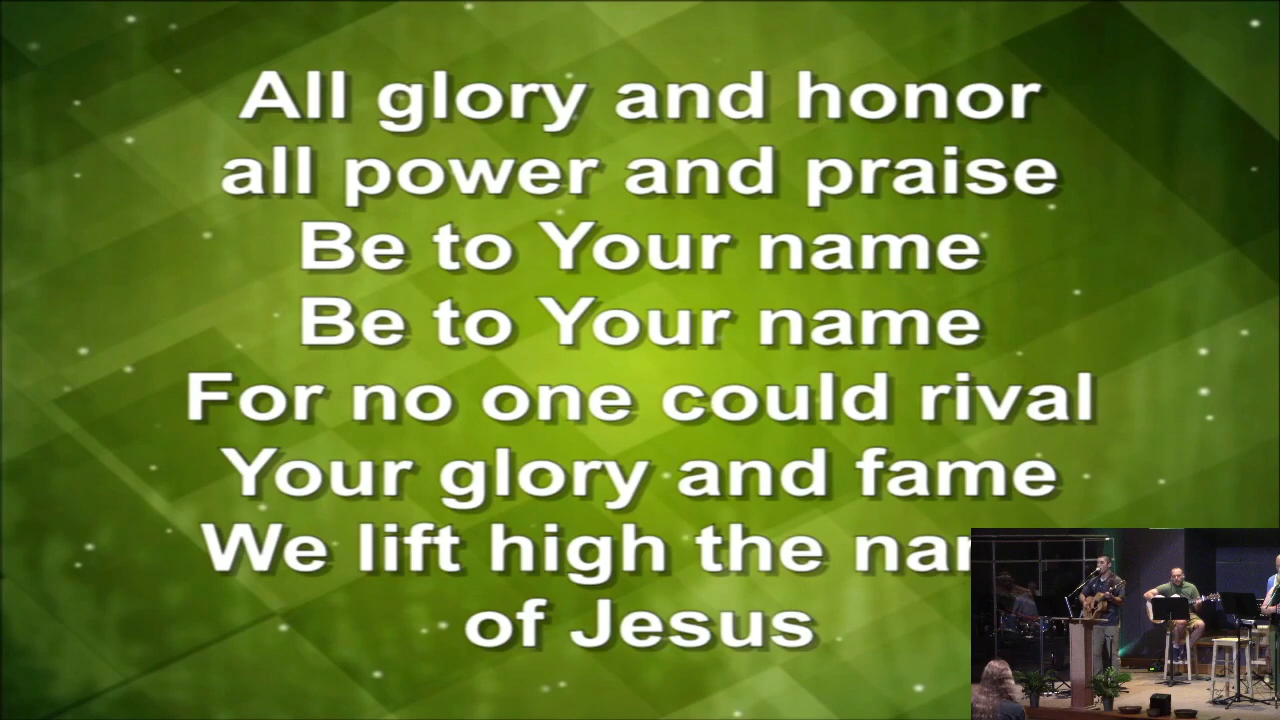 All glory and honor
all power and praise
Be to Your name
Be to Your name
For no one could rival
Your glory and fame
We lift high the
of Jesus